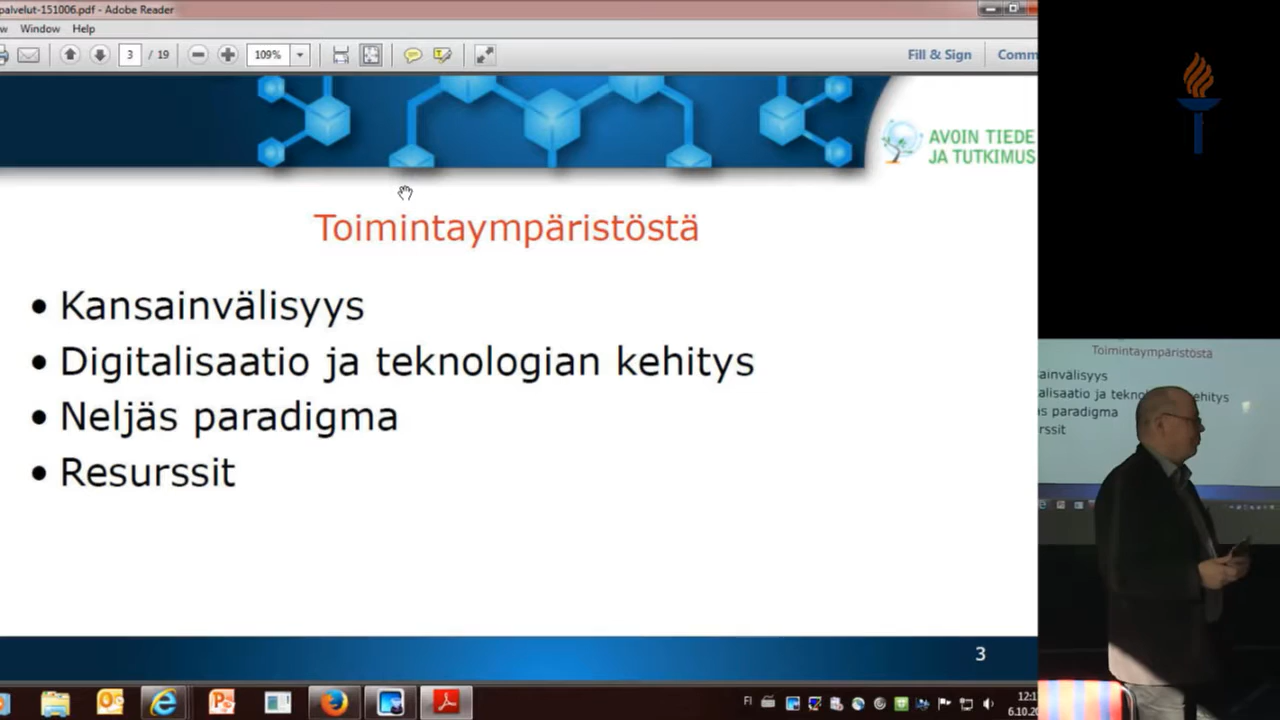 palvelut-151006.pdf - Adobe Reader
Window Help
3 / 19 109% Fill & Sign Comm
AVOIN TIEDE
JA TUTKIMUS
Toimintaympäristöstä
• Kansainvälisyys
• Digitalisaatio ja teknologian kehitys
• Neljäs paradigma
• Resurssit
3
FI
6.10.20
Toimintaympäristöstä
ainvälisyys
alisaatio ja tekno ehitys
äs paradigma
rssit